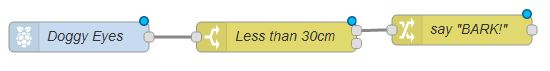 Doggy Eyes
Less than 30cm
say "BARK!"